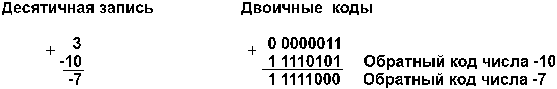 Десятичная запись Двоичные коды
+ 3 + 0 0000011
-10 1 1110101 Обратный код числа -10
-7 1 1111000 Обратный код числа -7